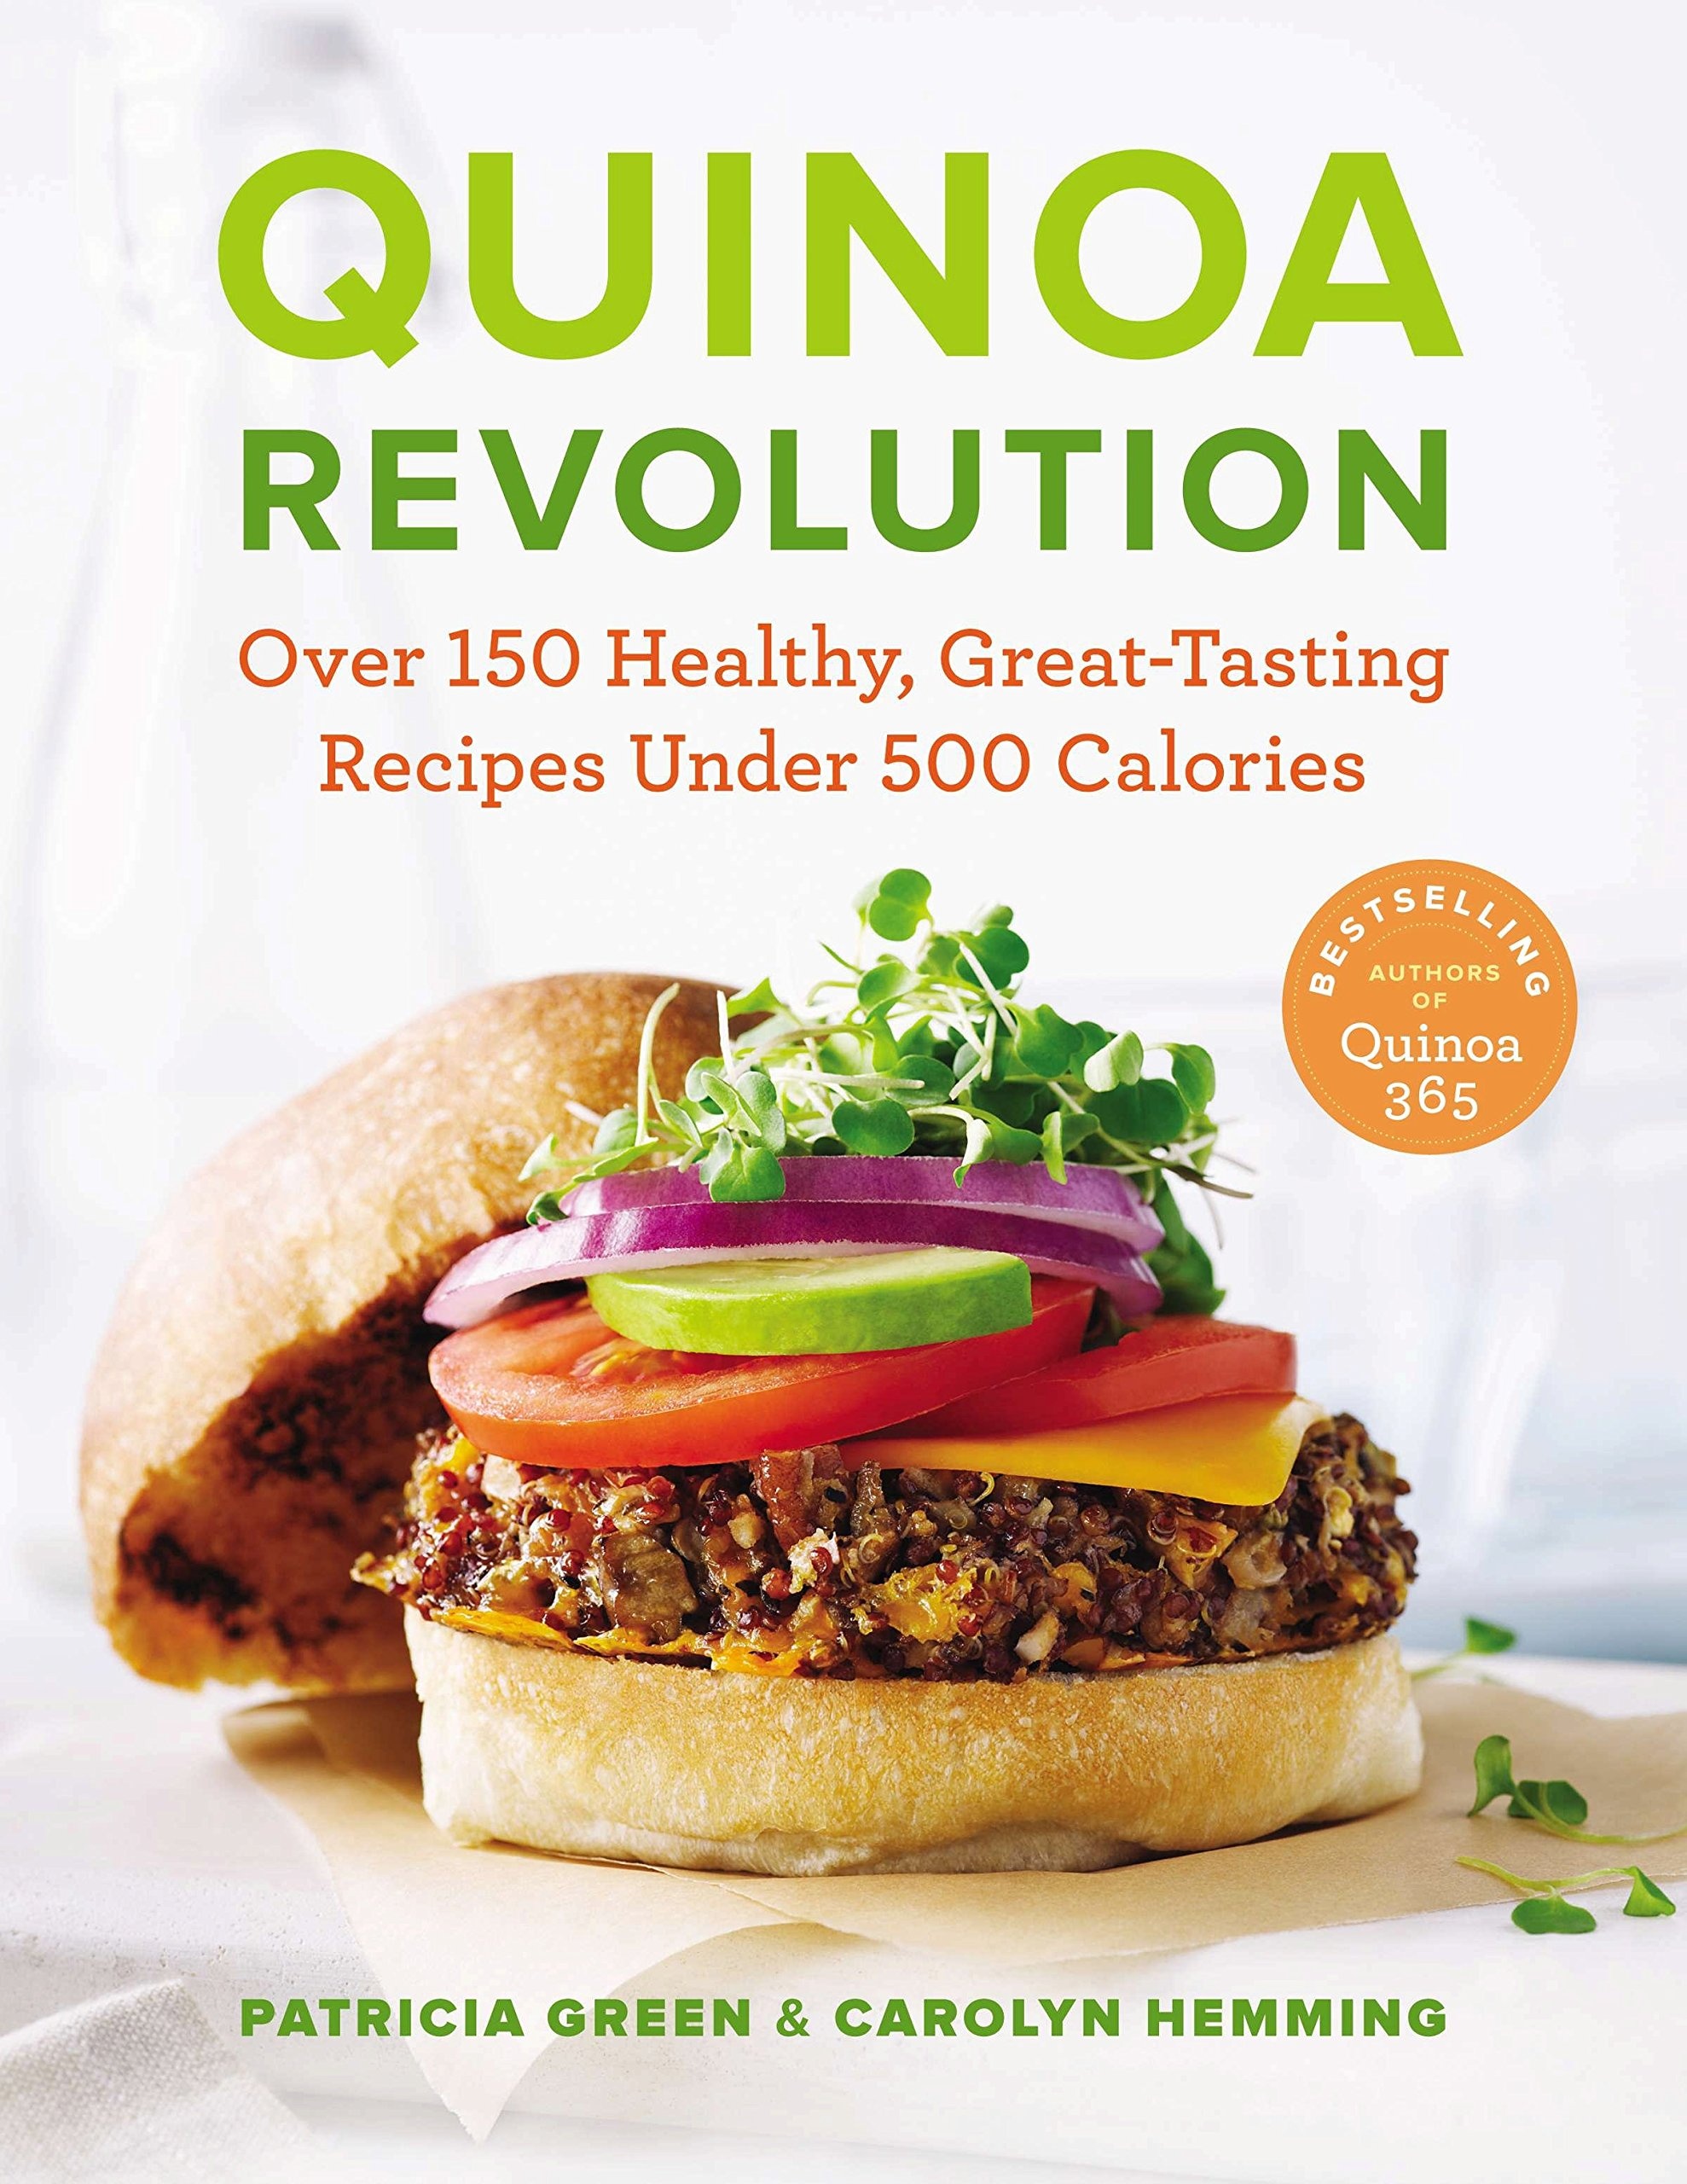 QUINOA
REVOLUTION
Over 150 Healthy, Great-Tasting
Recipes Under 500 Calories
BESTSELLING
AUTHORS
OF
Quinoa
365
PATRICIA GREEN & CAROLYN HEMMING